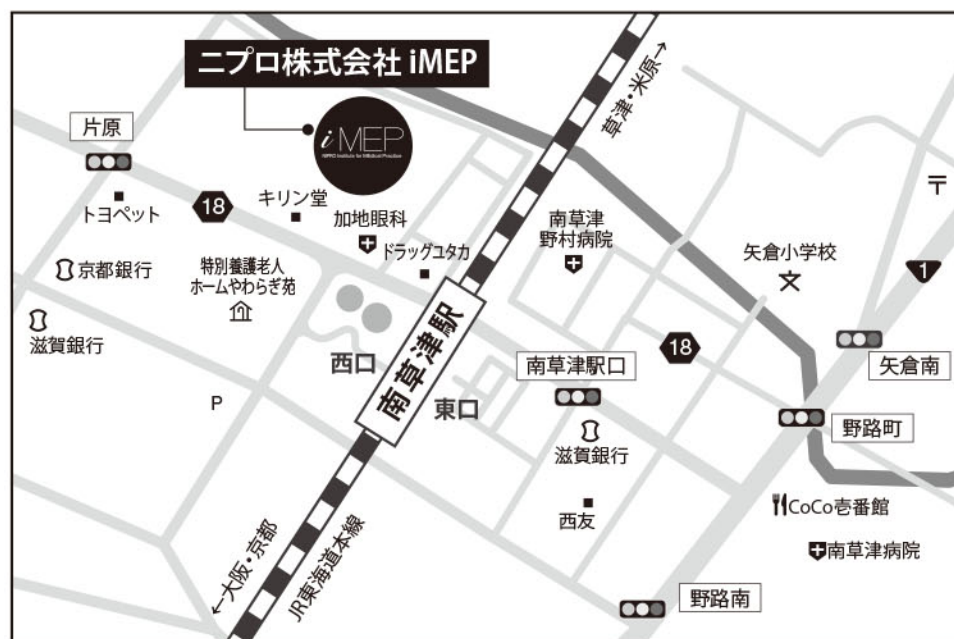 ニプロ株式会社 iMEP
草津・米原→
片原
iMEP
NIPRO Institute for Medical Practice
〒
トヨペット
18
キリン堂
加地眼科
ドラッグユタカ
南草津
野村病院
矢倉小学校
文
1
京都銀行
特別養護老人
ホームやわらぎ苑
滋賀銀行
西口
南草津駅
東口
南草津駅口
18
矢倉南
P
滋賀銀行
野路町
西友
CoCo壱番館
南草津病院
←大阪・京都
JR東海道本線
野路南